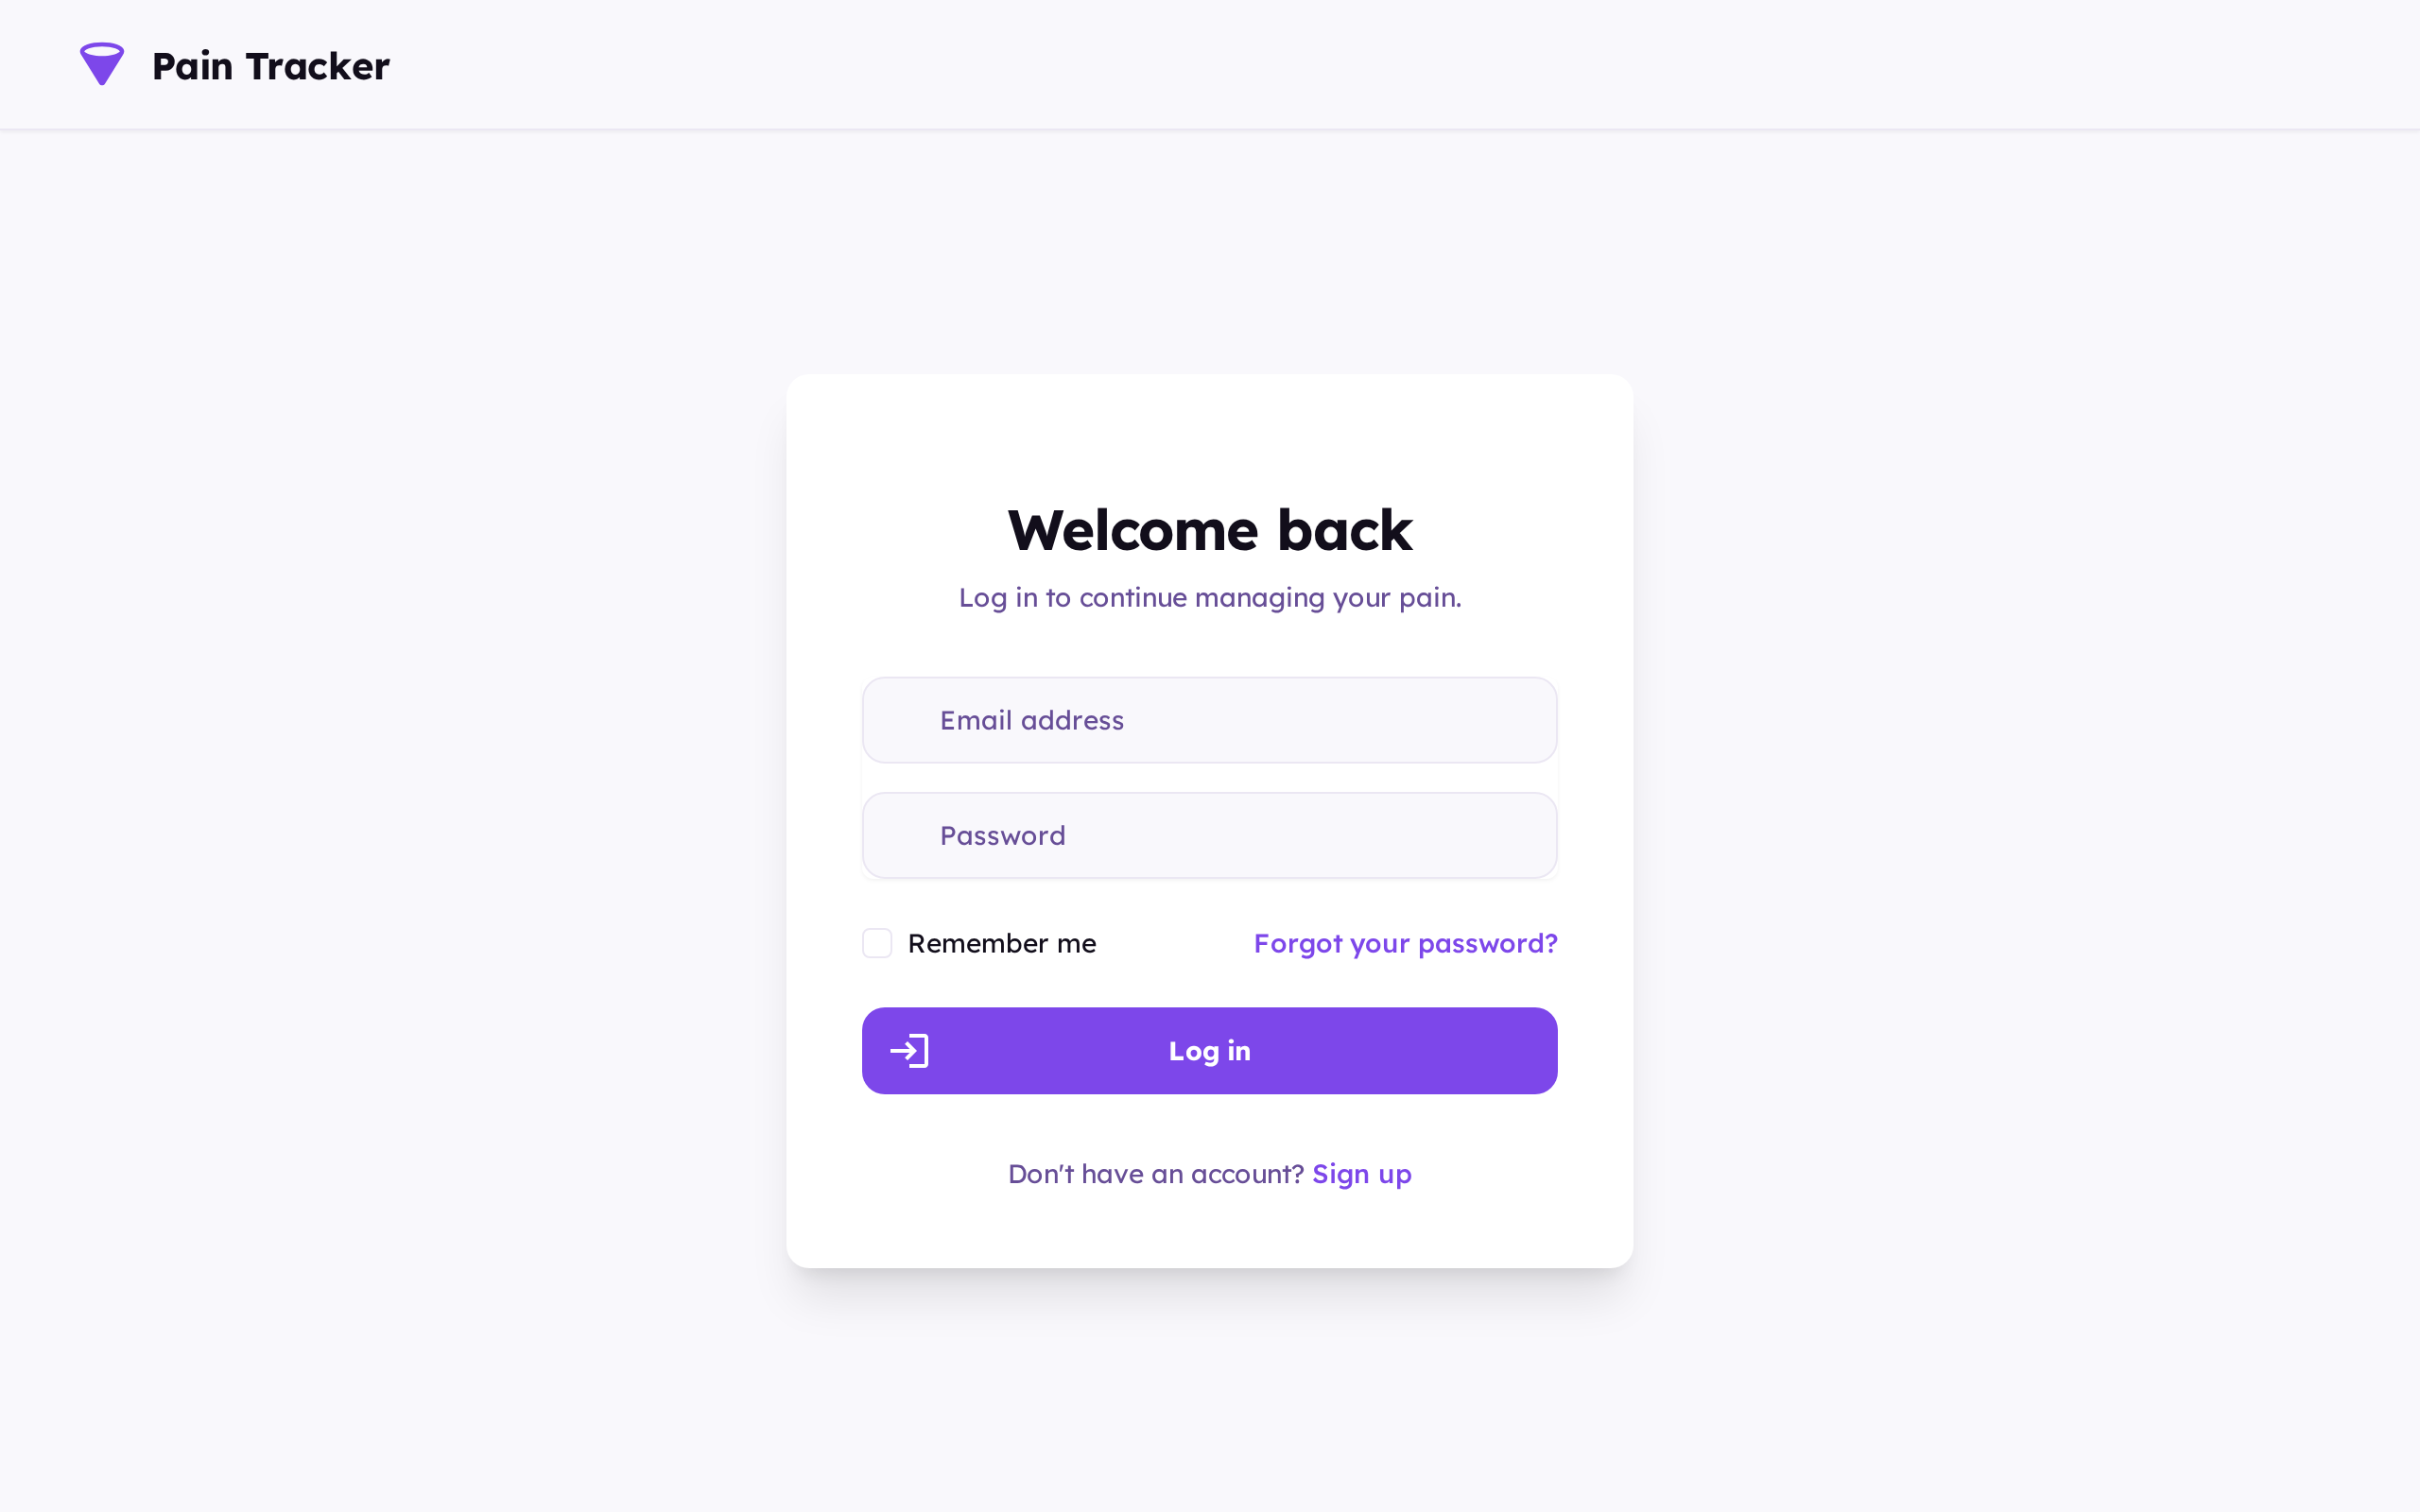 Pain Tracker
Welcome back
Log in to continue managing your pain.
Email address
Password
Remember me
Forgot your password?
Log in
Don't have an account? Sign up